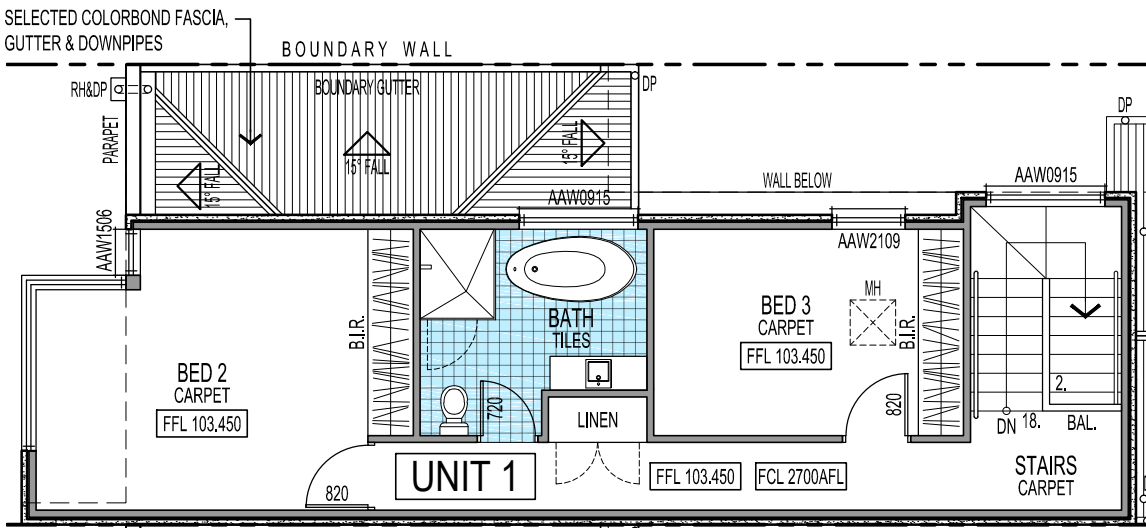 SELECTED COLORBOND FASCIA,
GUTTER & DOWNPIPES
BOUNDARY WALL
RH&DP
BOUNDARY GUTTER
DP
DP
PARAPET
15° FALL
15° FALL
15° FALL
WALL BELOW
AAW0915
AAW0915
AAW1506
AAW2109
MH
BED 2
CARPET
FFL 103.450
B.I.R.
BATH
TILES
BED 3
CARPET
FFL 103.450
B.I.R.
720
LINEN
820
2.
DN 18.
BAL.
STAIRS
CARPET
820
UNIT 1
FFL 103.450
FCL 2700AFL